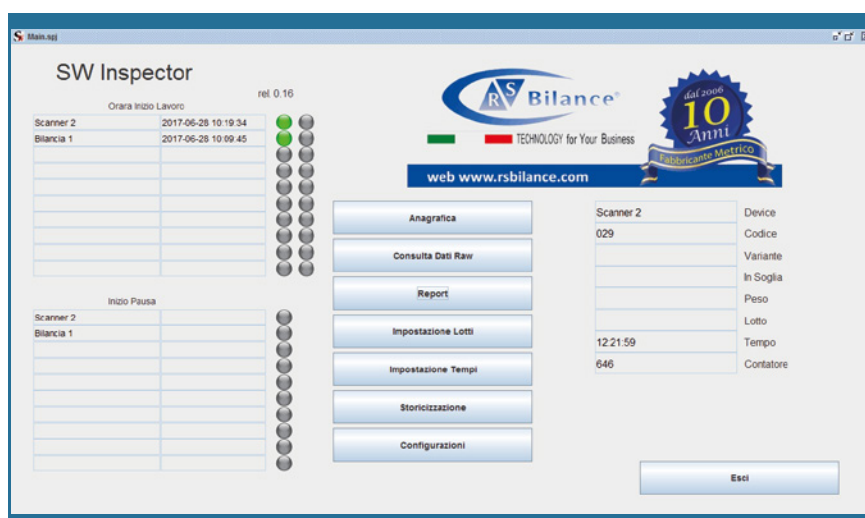 Main.spj
SW Inspector
rel 0.16
Orara Inizio Lavoro
Scanner 2 2017-06-28 10:19:34
Bilancia 1 2017-06-28 10:09:45
Inizio Pausa
Scanner 2
Bilancia 1
RS Bilance®
TECHNOLOGY for Your Business
web www.rsbilance.com
dal 2006
10
Anni
Fabbricante Metrico
Anagrafica
Consulta Dati Raw
Report
Impostazione Lotti
Impostazione Tempi
Storicizzazione
Configurazioni
Scanner 2 Device
029 Codice
Variante
In Soglia
Peso
Lotto
12:21:59 Tempo
646 Contatore
Esci